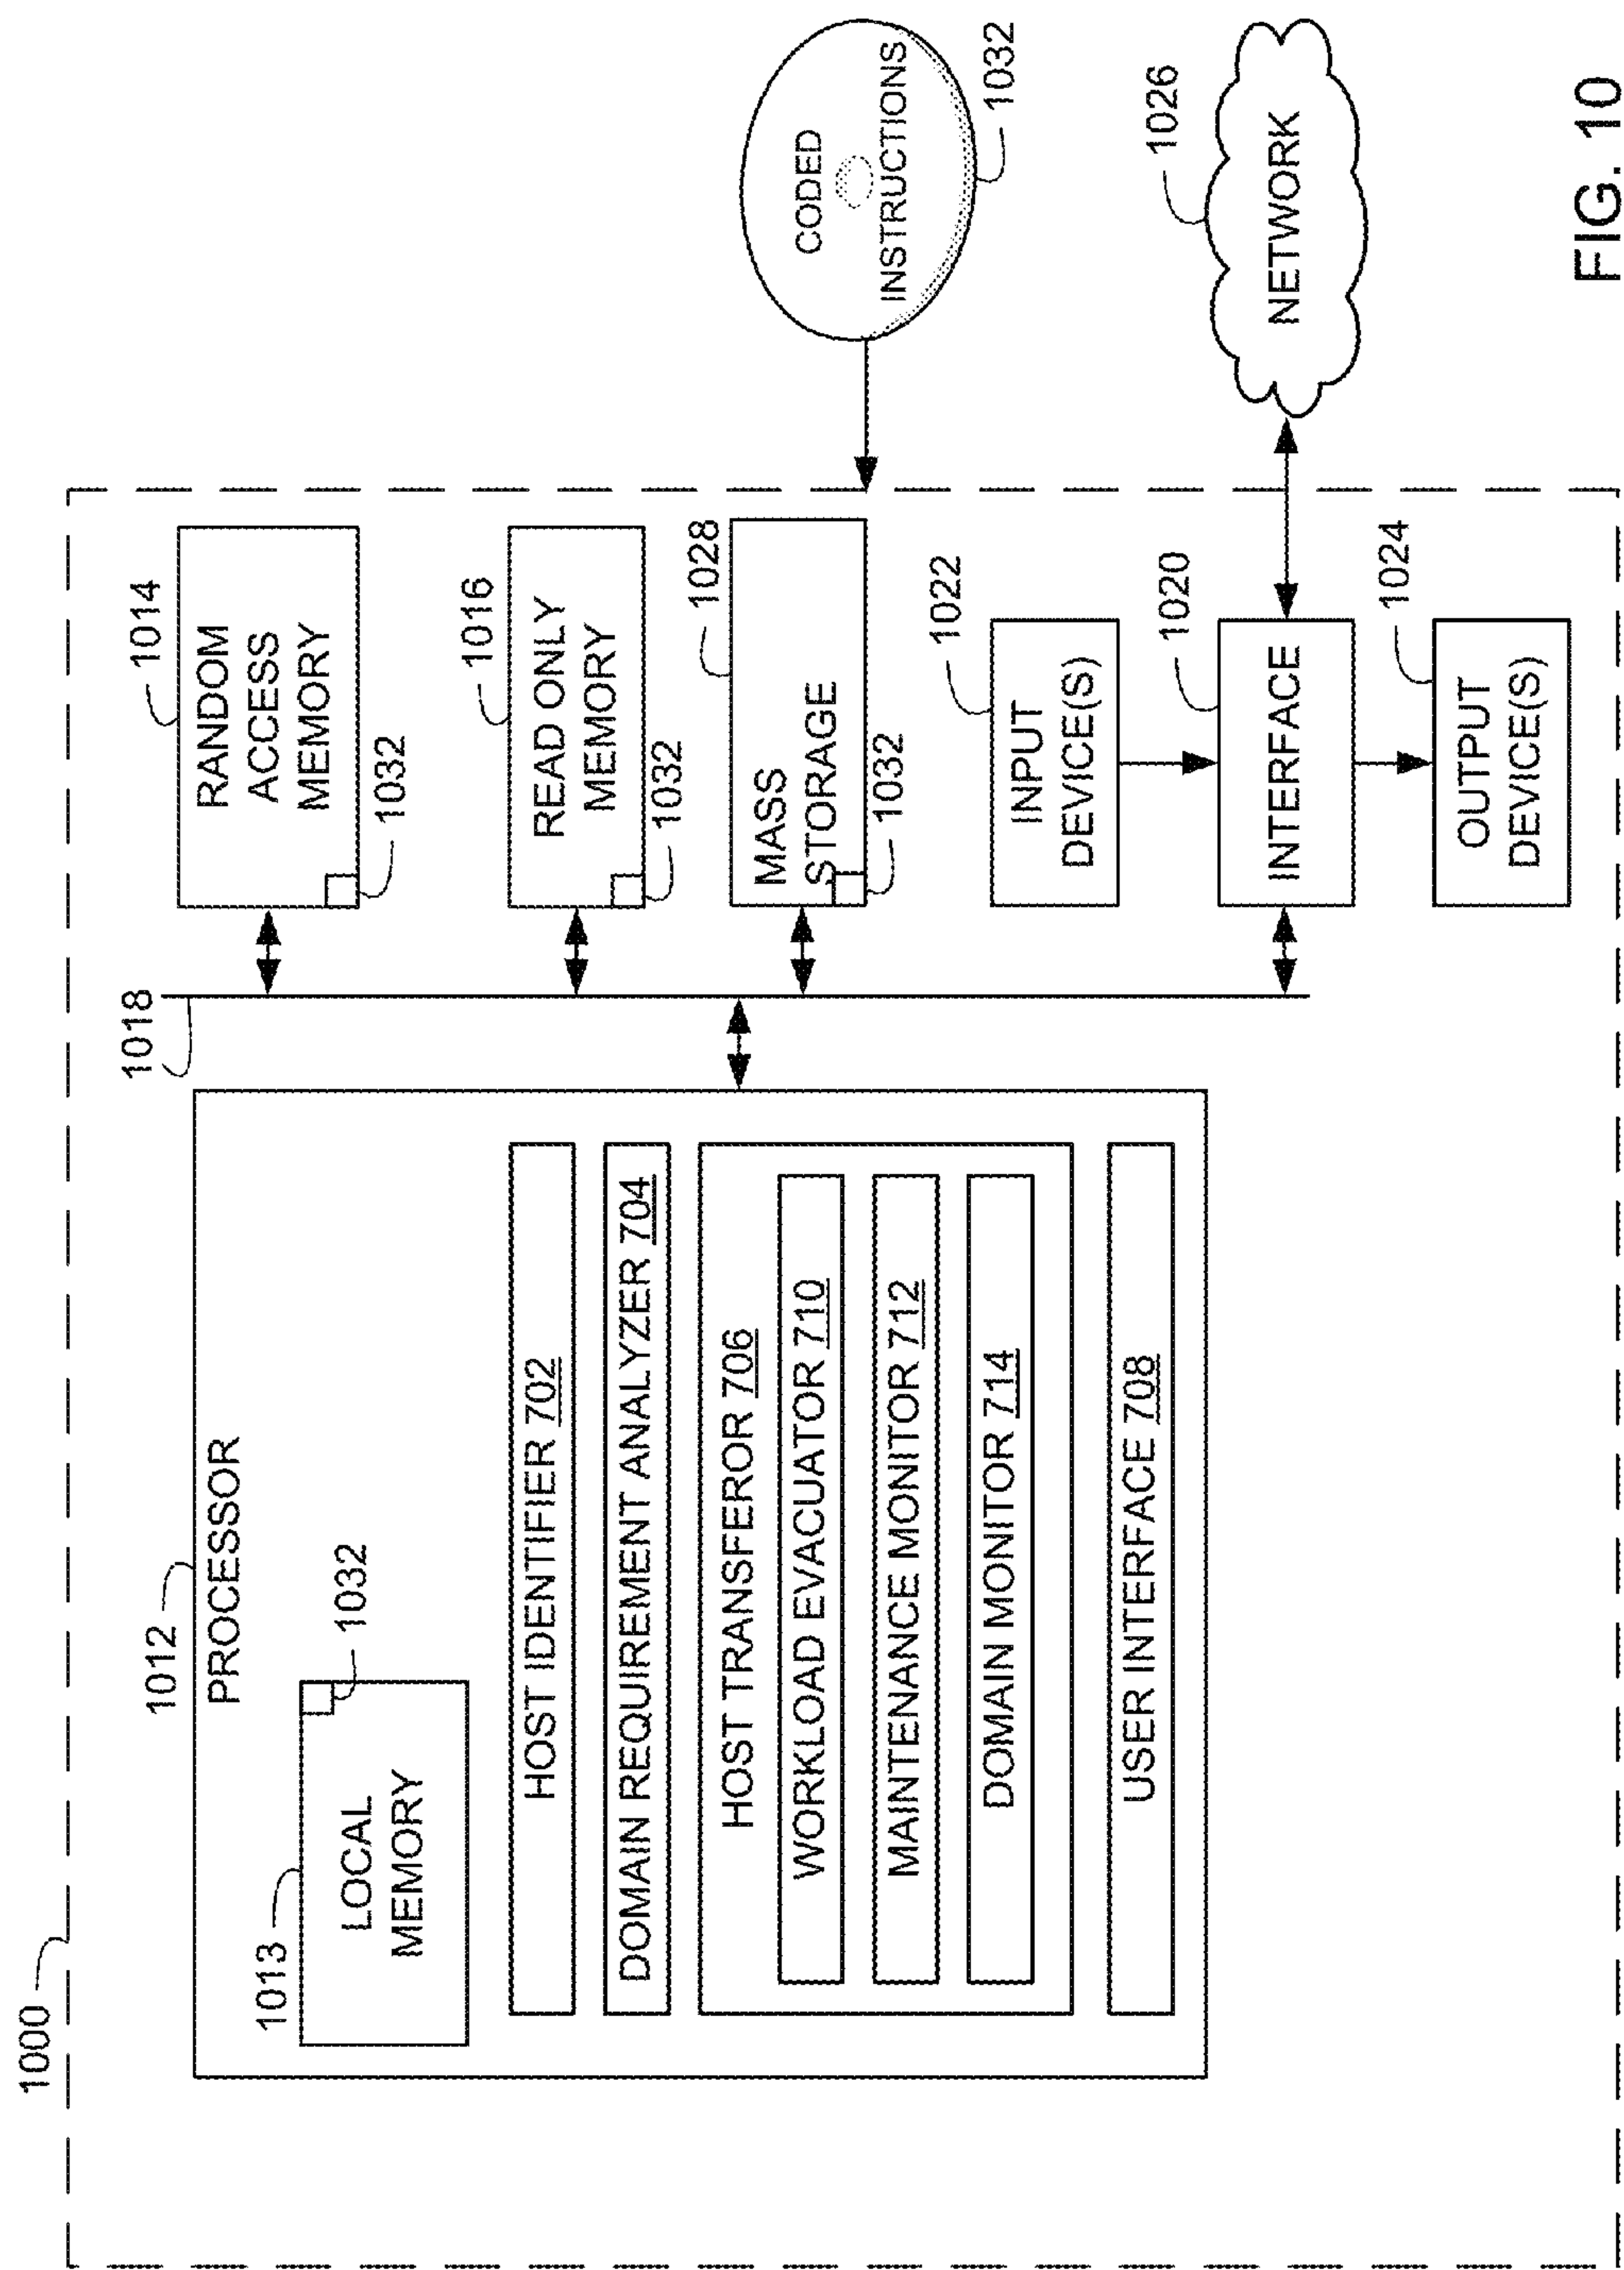 1000
1012
PROCESSOR
1013
LOCAL
MEMORY
1032
HOST IDENTIFIER 702
DOMAIN REQUIREMENT ANALYZER 704
HOST TRANSFEROR 706
WORKLOAD EVACUATOR 710
MAINTENANCE MONITOR 712
DOMAIN MONITOR 714
USER INTERFACE 708
1018
1014
RANDOM
ACCESS
MEMORY
1032
1016
READ ONLY
MEMORY
1032
1028
MASS
STORAGE
1032
1022
INPUT
DEVICE(S)
1020
INTERFACE
1024
OUTPUT
DEVICE(S)
CODED
INSTRUCTIONS
1032
1026
NETWORK
FIG. 10